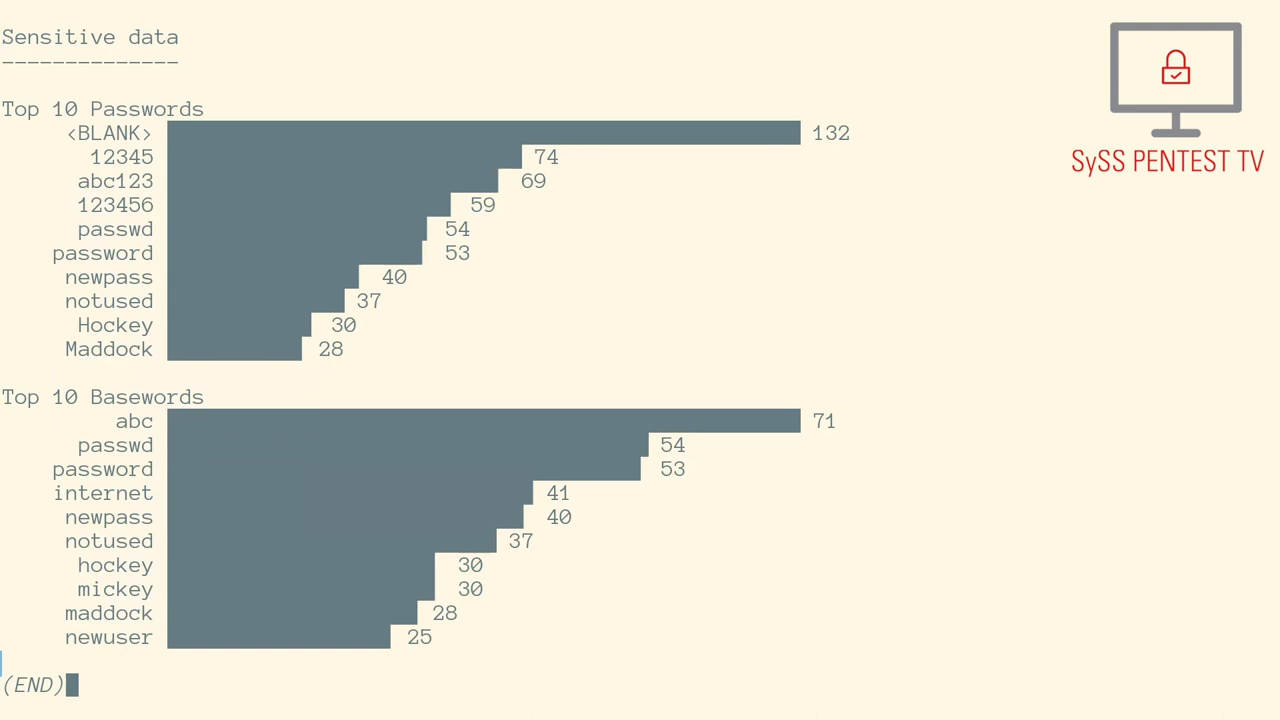 Sensitive data
--------------
Top 10 Passwords
<BLANK> 132
12345 74
abc123 69
123456 59
passwd 54
password 53
newpass 40
notused 37
Hockey 30
Maddock 28
Top 10 Basewords
abc 71
passwd 54
password 53
internet 41
newpass 40
notused 37
hockey 30
mickey 30
maddock 28
newuser 25
(END)
SySS PENTEST TV